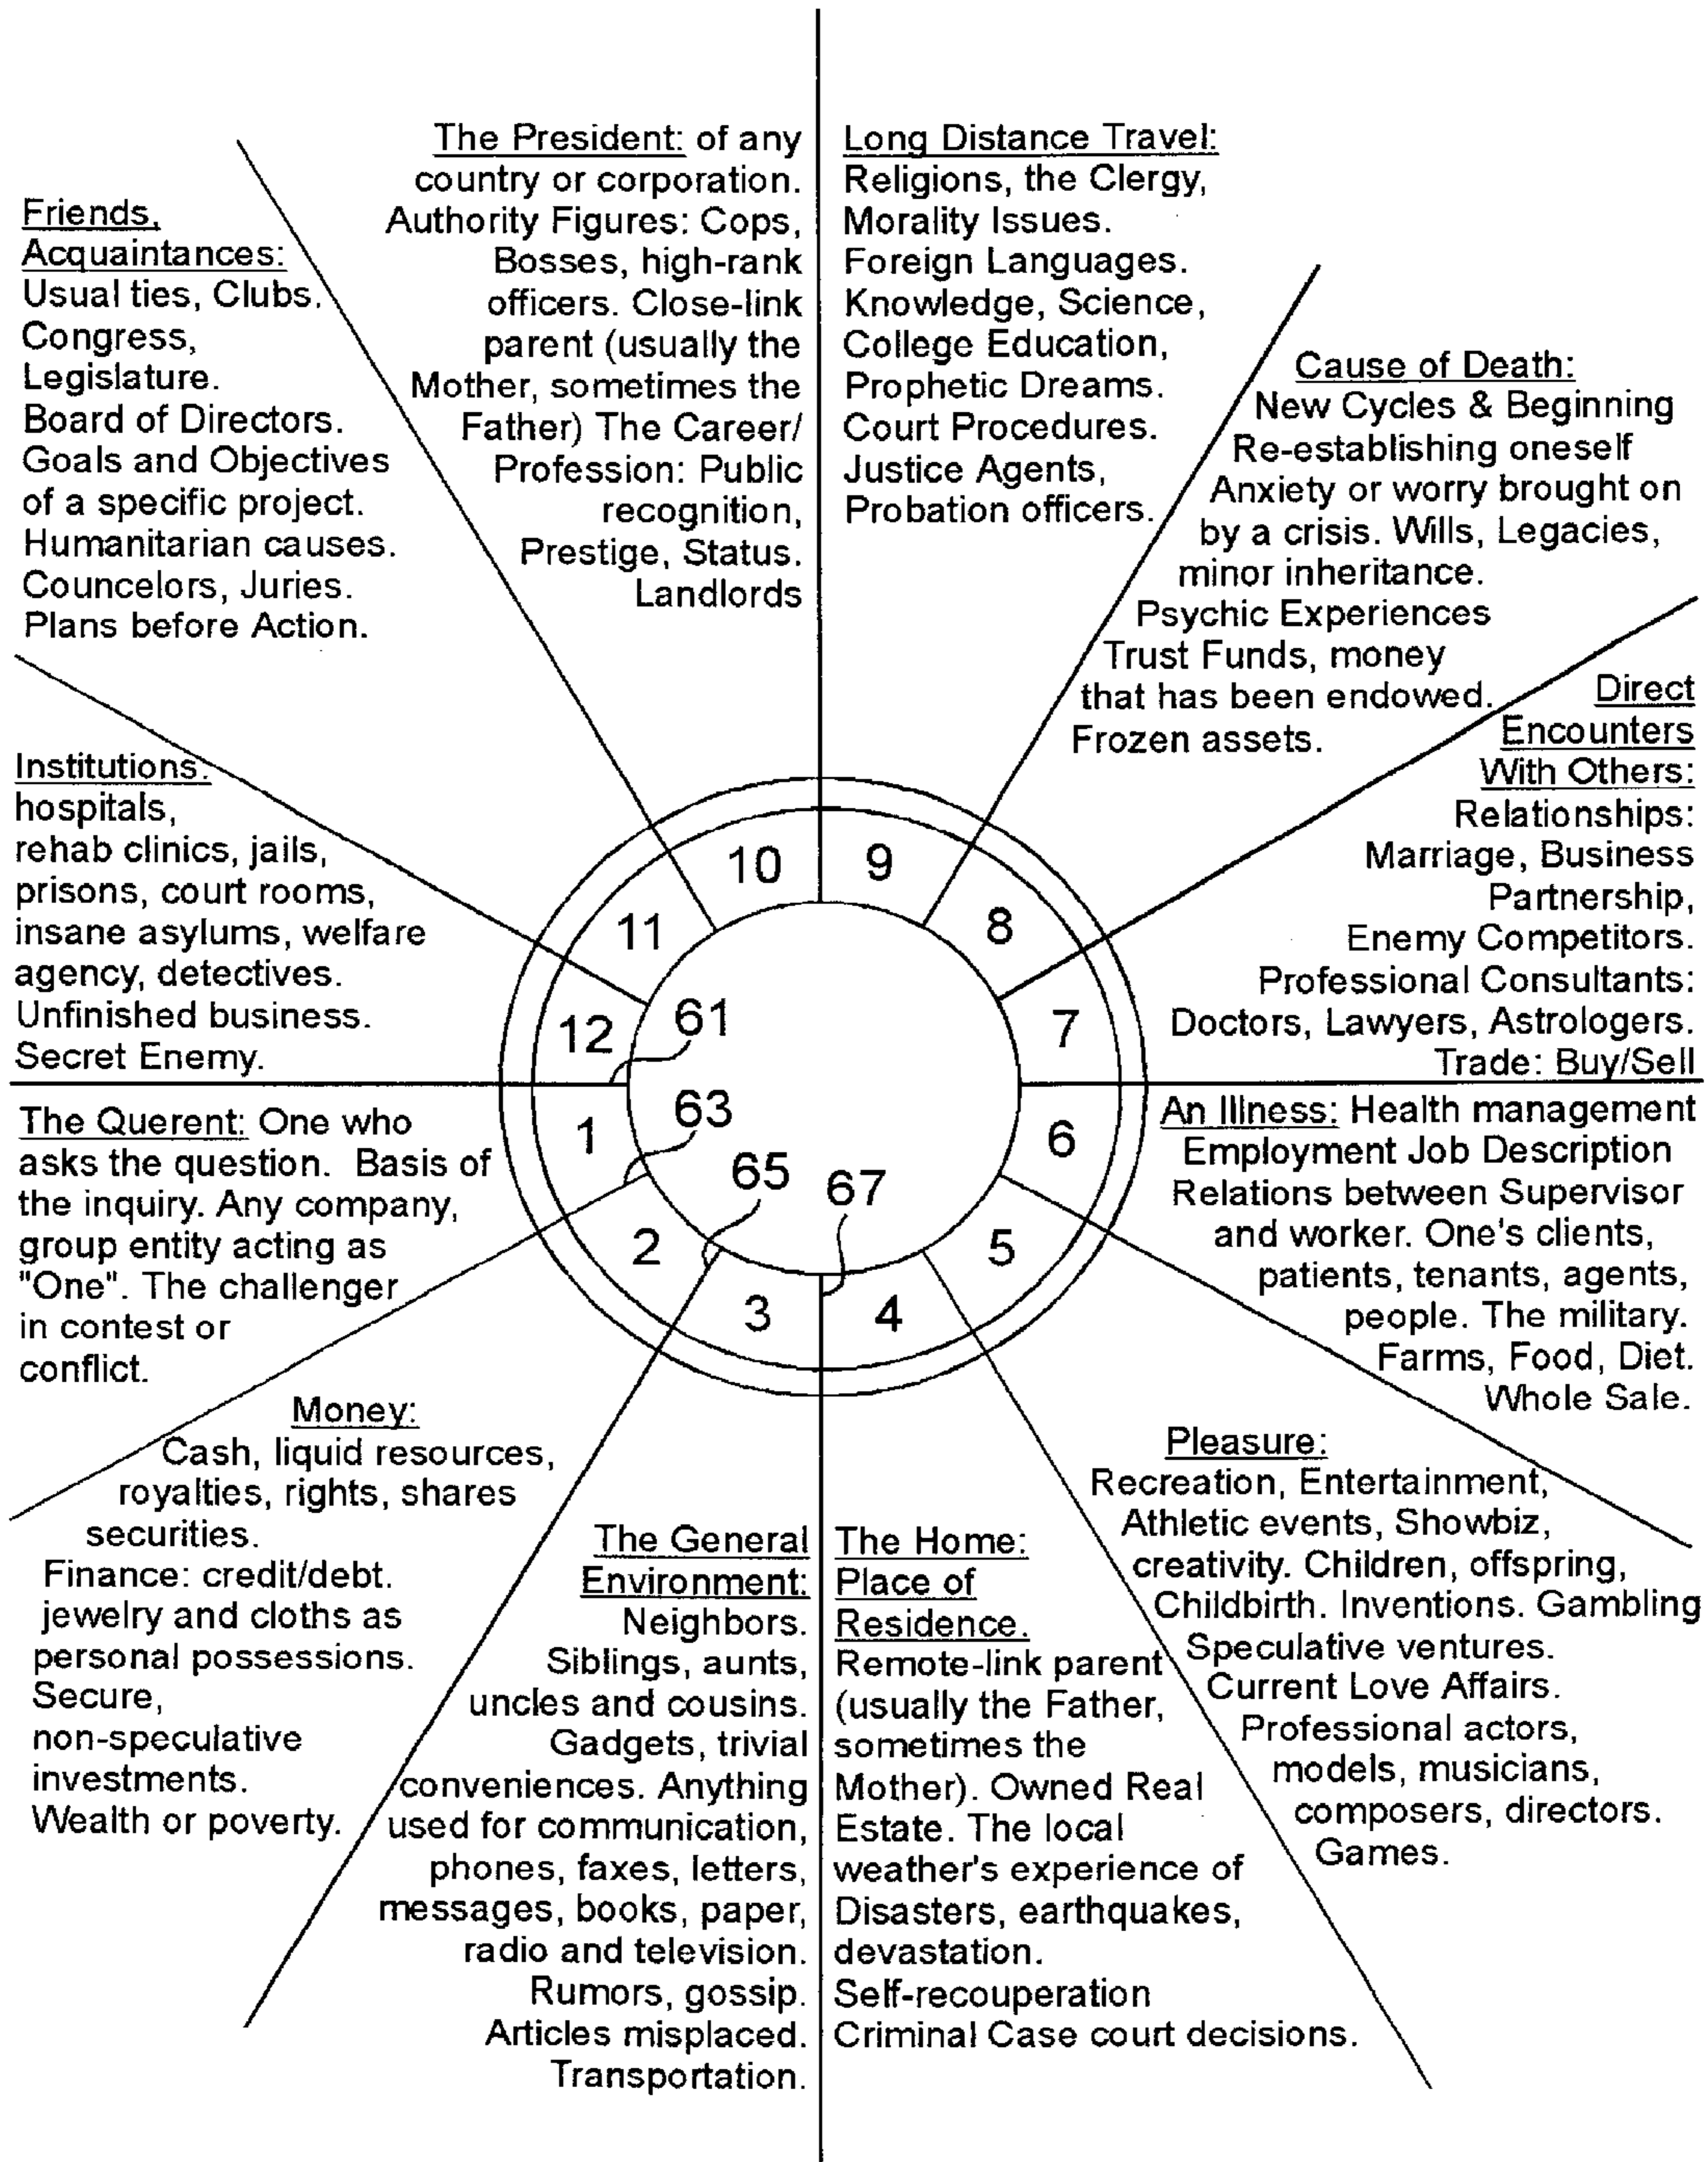 The President: of any
country or corporation.
Authority Figures: Cops,
Bosses, high-rank
officers. Close-link
parent (usually the
Mother, sometimes the
Father) The Career/
Profession: Public
recognition,
Prestige, Status.
Landlords
Long Distance Travel:
Religions, the Clergy,
Morality Issues.
Foreign Languages.
Knowledge, Science,
College Education,
Prophetic Dreams.
Court Procedures.
Justice Agents,
Probation officers.
Friends,
Acquaintances:
Usual ties, Clubs.
Congress,
Legislature.
Board of Directors.
Goals and Objectives
of a specific project.
Humanitarian causes.
Councelors, Juries.
Plans before Action.
Cause of Death:
New Cycles & Beginning
Re-establishing oneself
Anxiety or worry brought on
by a crisis. Wills, Legacies,
minor inheritance.
Psychic Experiences
Trust Funds, money
that has been endowed.
Frozen assets.
Institutions:
hospitals,
rehab clinics, jails,
prisons, court rooms,
insane asylums, welfare
agency, detectives.
Unfinished business.
Secret Enemy.
Direct
Encounters
With Others:
Relationships:
Marriage, Business
Partnership,
Enemy Competitors.
Professional Consultants:
Doctors, Lawyers, Astrologers.
Trade: Buy/Sell
10
9
11
8
12
61
7
1
63
6
65
67
2
5
3
4
The Querent: One who
asks the question. Basis of
the inquiry. Any company,
group entity acting as
"One". The challenger
in contest or
conflict.
An Illness: Health management
Employment Job Description
Relations between Supervisor
and worker. One's clients,
patients, tenants, agents,
people. The military.
Farms, Food, Diet.
Whole Sale.
Money:
Cash, liquid resources,
royalties, rights, shares
securities.
Finance: credit/debt.
jewelry and cloths as
personal possessions.
Secure,
non-speculative
investments.
Wealth or poverty.
The General
Environment:
Neighbors.
Siblings, aunts,
uncles and cousins.
Gadgets, trivial
conveniences. Anything
used for communication,
phones, faxes, letters,
messages, books, paper,
radio and television.
Rumors, gossip.
Articles misplaced.
Transportation.
The Home:
Place of
Residence.
Remote-link parent
(usually the Father,
sometimes the
Mother). Owned Real
Estate. The local
weather's experience of
Disasters, earthquakes,
devastation.
Self-recouperation
Criminal Case court decisions.
Pleasure:
Recreation, Entertainment,
Athletic events, Showbiz,
creativity. Children, offspring,
Childbirth. Inventions. Gambling
Speculative ventures.
Current Love Affairs.
Professional actors,
models, musicians,
composers, directors.
Games.